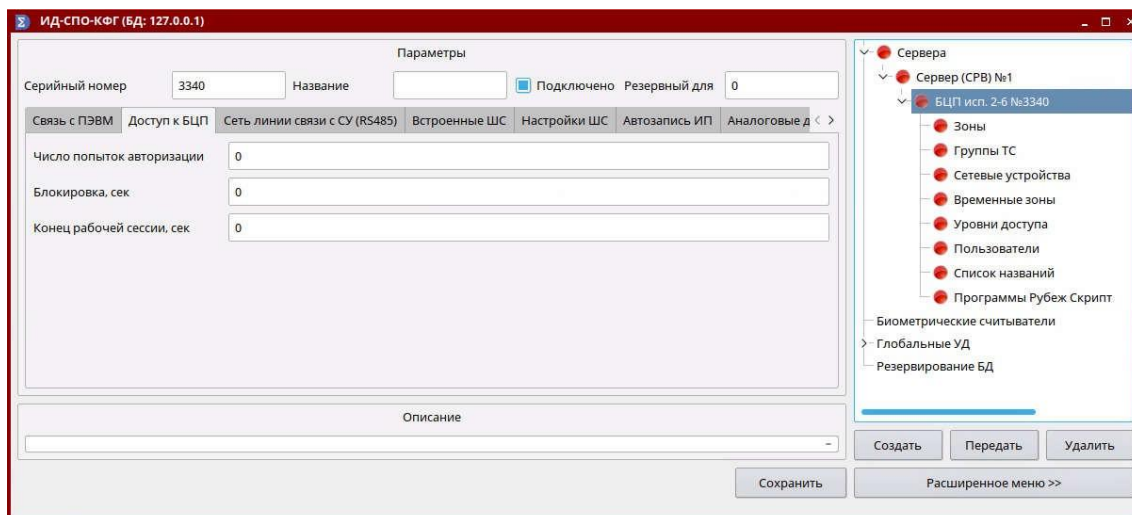 ИД-СПО-КФГ (БД: 127.0.0.1)
Параметры
Серийный номер 3340 Название Подключено Резервный для 0
Связь с ПЭВМ Доступ к БЦП Сеть линии связи с СУ (RS485) Встроенные ШС Настройки ШС Автозапись ИП Аналоговые д
Число попыток авторизации 0
Блокировка, сек 0
Конец рабочей сессии, сек 0
Описание
Сохранить
Сервера
Сервер (СРВ) №1
БЦП исп. 2-6 №3340
Зоны
Группы ТС
Сетевые устройства
Временные зоны
Уровни доступа
Пользователи
Список названий
Программы Рубеж Скрипт
Биометрические считыватели
Глобальные УД
Резервирование БД
Создать Передать Удалить
Расширенное меню >>